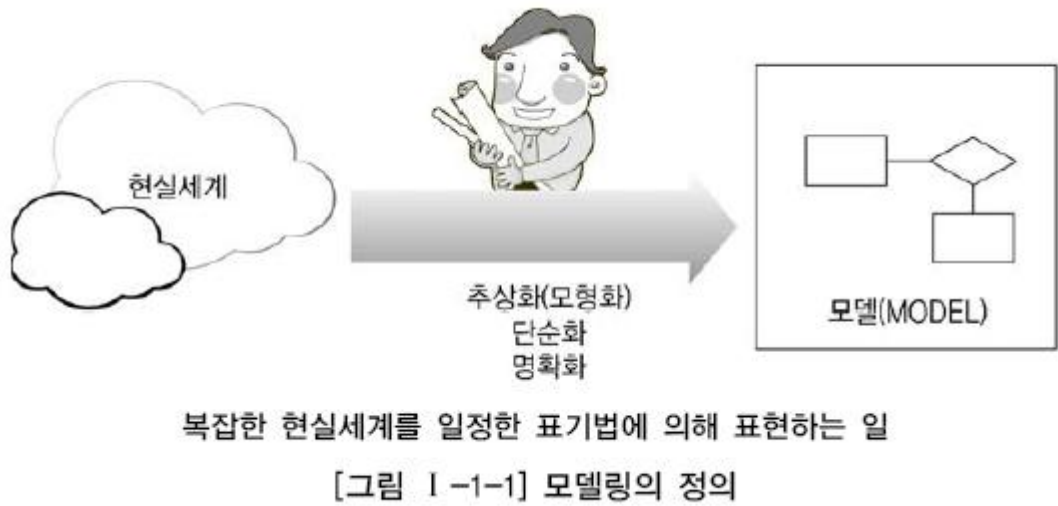 현실세계
추상화(모형화)
단순화
명확화
모델(MODEL)
복잡한 현실세계를 일정한 표기법에 의해 표현하는 일
[그림 Ⅰ-1-1] 모델링의 정의